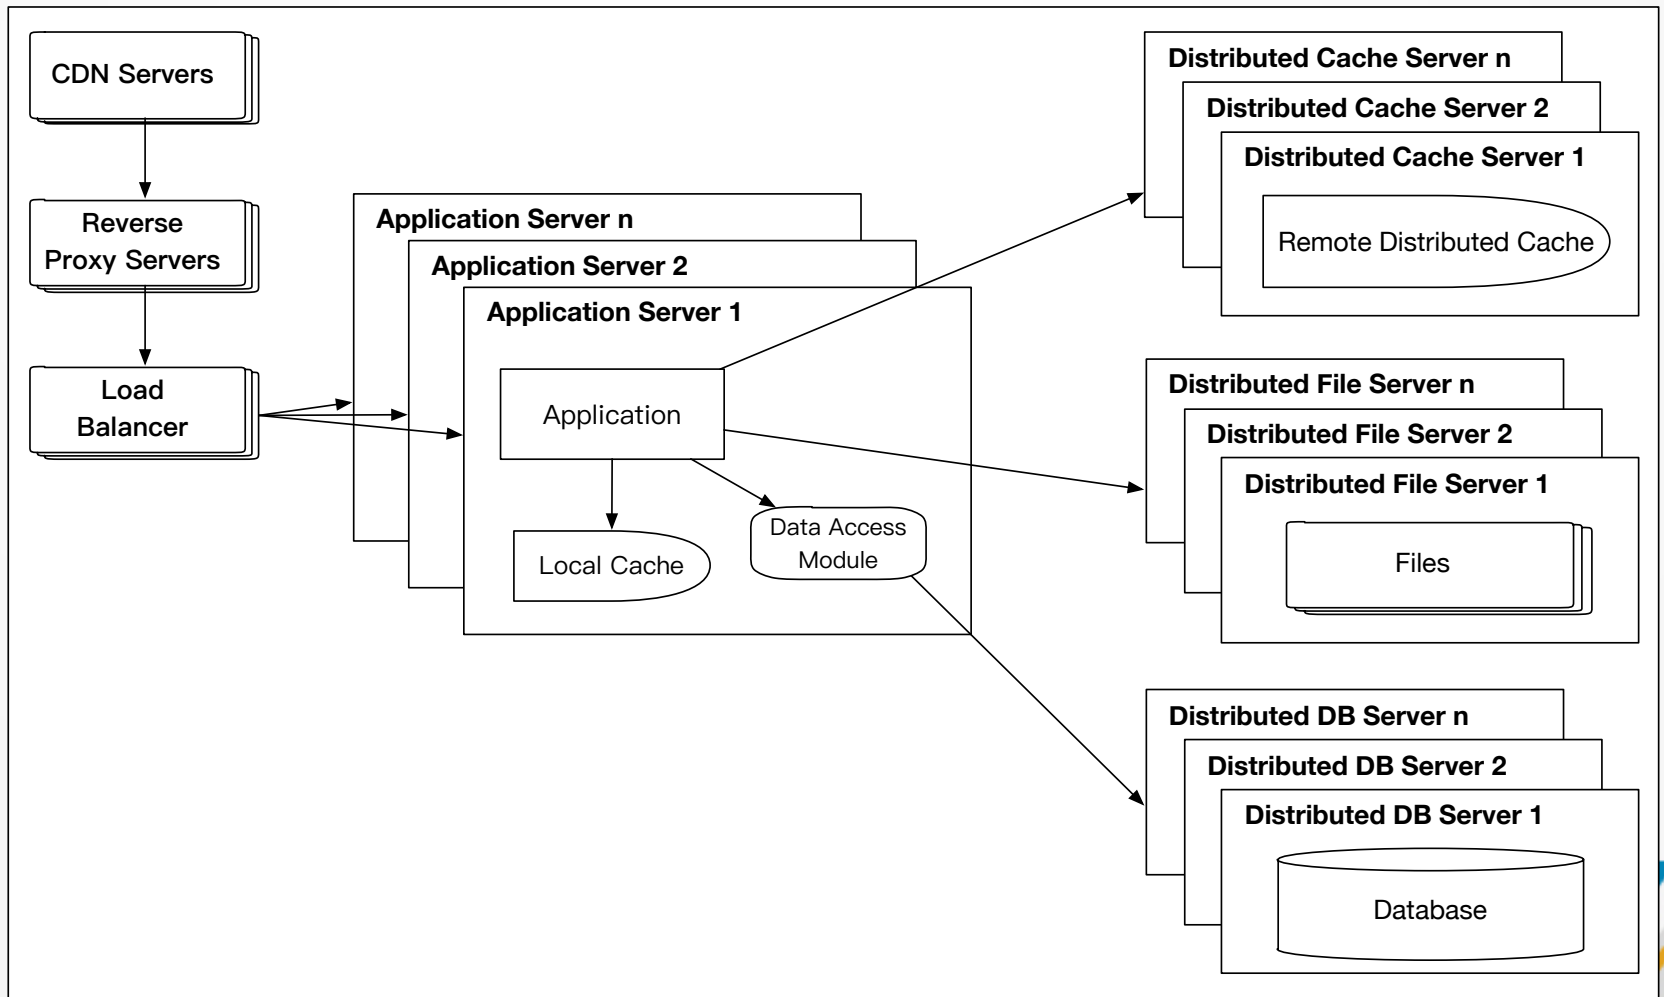 CDN Servers
Reverse
Proxy Servers
Load
Balancer
Application Server n
Application Server 2
Application Server 1
Application
Local Cache
Data Access
Module
Distributed Cache Server n
Distributed Cache Server 2
Distributed Cache Server 1
Remote Distributed Cache
Distributed File Server n
Distributed File Server 2
Distributed File Server 1
Files
Distributed DB Server n
Distributed DB Server 2
Distributed DB Server 1
Database